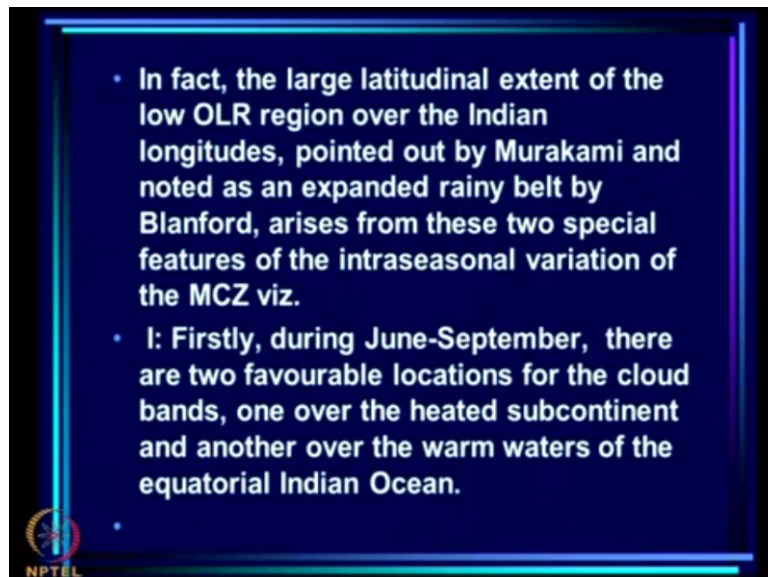 • In fact, the large latitudinal extent of the
low OLR region over the Indian
longitudes, pointed out by Murakami and
noted as an expanded rainy belt by
Blanford, arises from these two special
features of the intraseasonal variation of
the MCZ viz.
• I: Firstly, during June-September, there
are two favourable locations for the cloud
bands, one over the heated subcontinent
and another over the warm waters of the
equatorial Indian Ocean.
•
NPTEL